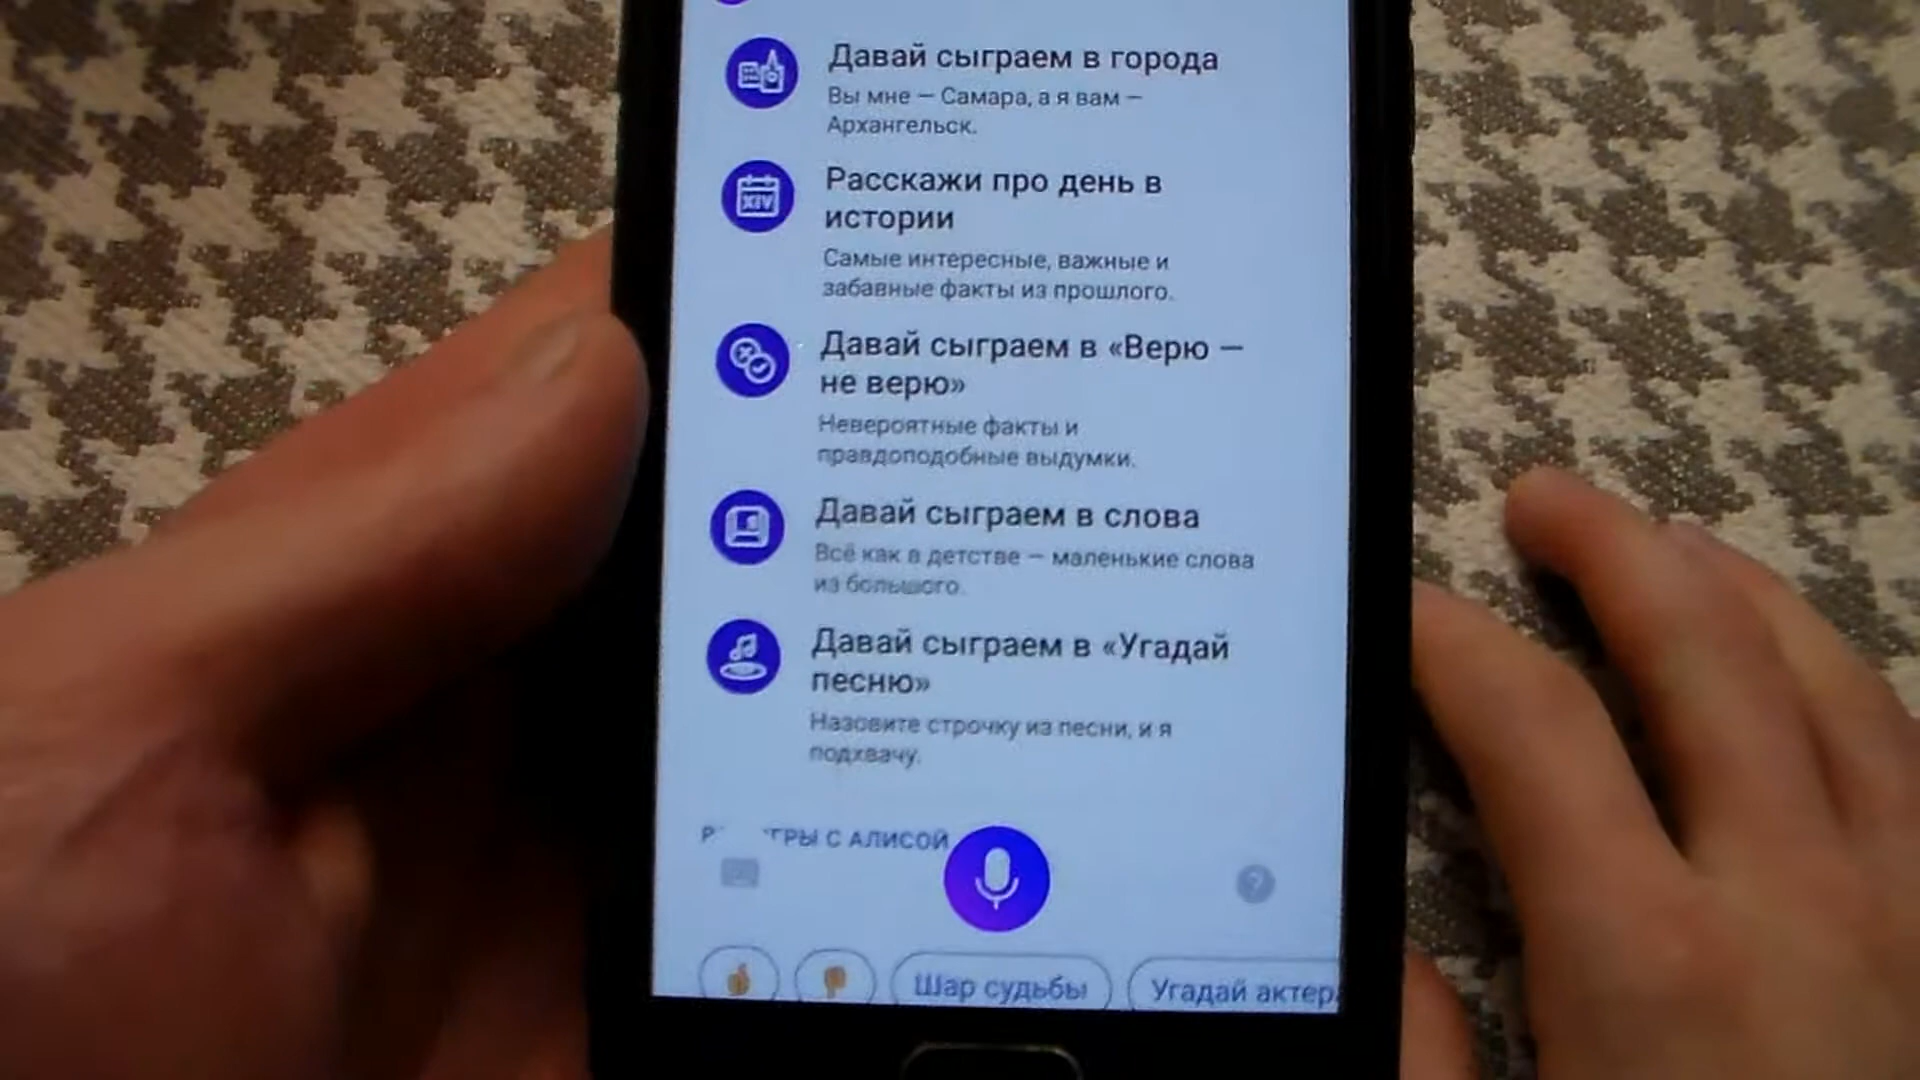 Давай сыграем в города
Вы мне — Самара, а я вам —
Архангельск.
XIV
Расскажи про день в
истории
Самые интересные, важные и
забавные факты из прошлого.
Давай сыграем в «Верю —
не верю»
Невероятные факты и
правдоподобные выдумки.
Давай сыграем в слова
Всё как в детстве — маленькие слова
из большого.
Давай сыграем в «Угадай
песню»
Назовите строчку из песни, и я
подхвачу.
С АЛИСОЙ
?
Шар судьбы
Угадай актера